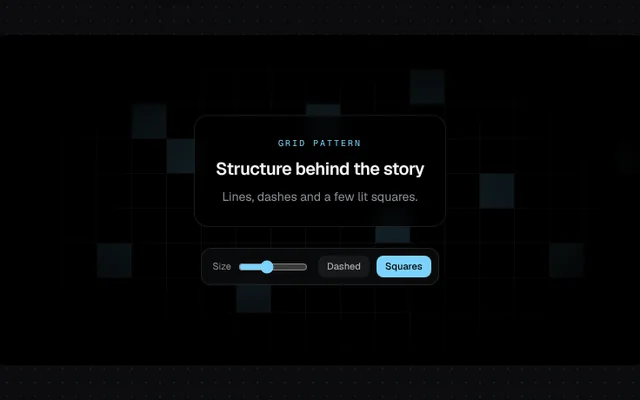 GRID PATTERN
Structure behind the story
Lines, dashes and a few lit squares.
Size Dashed Squares